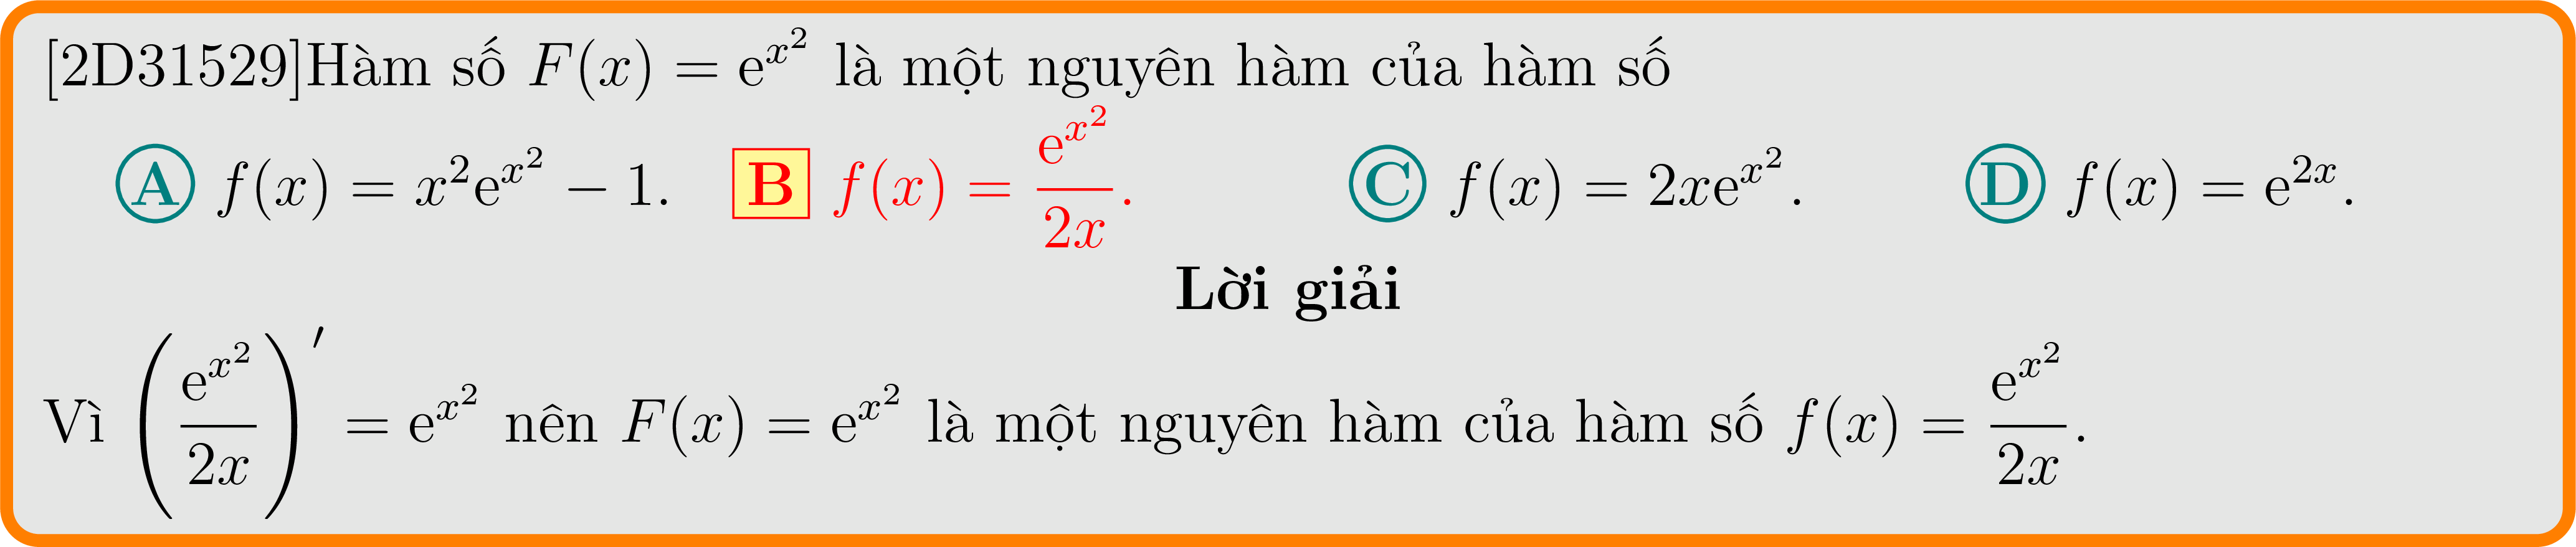 [2D31529]Hàm số F(x) = e^{x^2} là một nguyên hàm của hàm số
A f(x) = x^2e^{x^2} − 1. B f(x) = \frac{e^{x^2}}{2x}. C f(x) = 2xe^{x^2}. D f(x) = e^{2x}.
Lời giải
Vì \left(\frac{e^{x^2}}{2x}\right)' = e^{x^2} nên F(x) = e^{x^2} là một nguyên hàm của hàm số f(x) = \frac{e^{x^2}}{2x}.